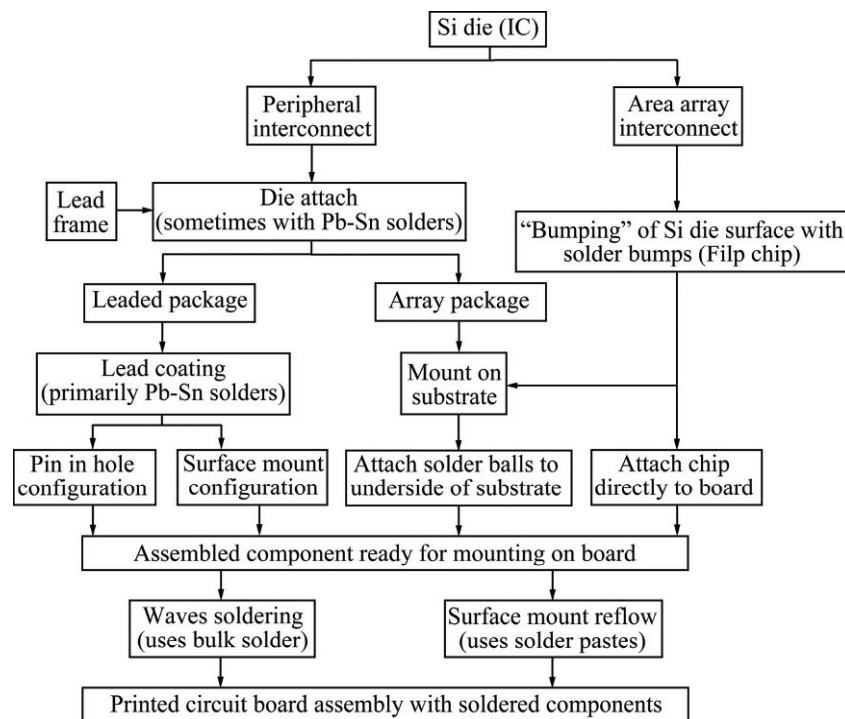 Si die (IC)
Peripheral
interconnect
Area array
interconnect
Lead
frame
Die attach
(sometimes with Pb-Sn solders)
“Bumping” of Si die surface with
solder bumps (Filp chip)
Leaded package
Array package
Lead coating
(primarily Pb-Sn solders)
Mount on
substrate
Pin in hole
configuration
Surface mount
configuration
Attach solder balls to
underside of substrate
Attach chip
directly to board
Assembled component ready for mounting on board
Waves soldering
(uses bulk solder)
Surface mount reflow
(uses solder pastes)
Printed circuit board assembly with soldered components